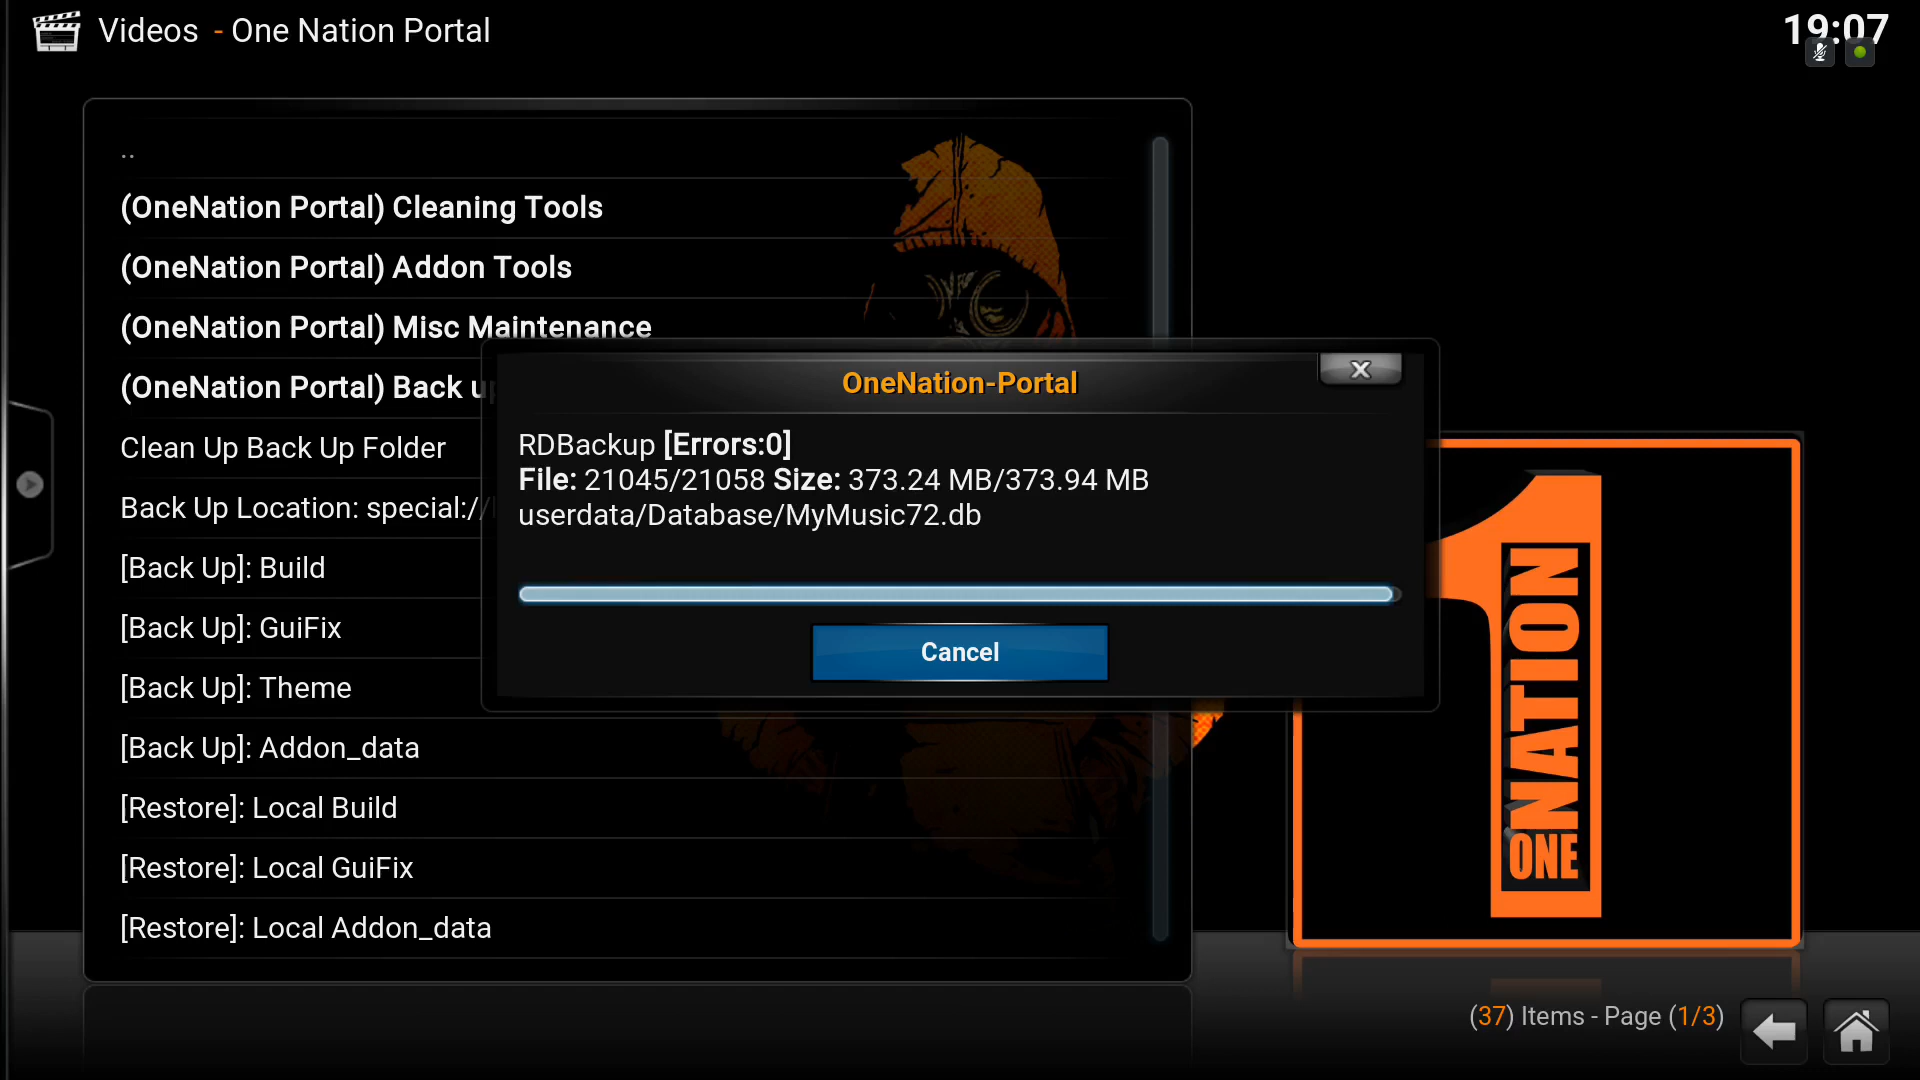 Videos - One Nation Portal
19:07
..
(OneNation Portal) Cleaning Tools
(OneNation Portal) Addon Tools
(OneNation Portal) Misc Maintenance
(OneNation Portal) Back
Clean Up Back Up Folder
Back Up Location: special://
[Back Up]: Build
[Back Up]: GuiFix
[Back Up]: Theme
[Back Up]: Addon_data
[Restore]: Local Build
[Restore]: Local GuiFix
[Restore]: Local Addon_data
OneNation-Portal
X
RDBackup [Errors:0]
File: 21045/21058 Size: 373.24 MB/373.94 MB
userdata/Database/MyMusic72.db
Cancel
ONE NATION
(37) Items - Page (1/3)